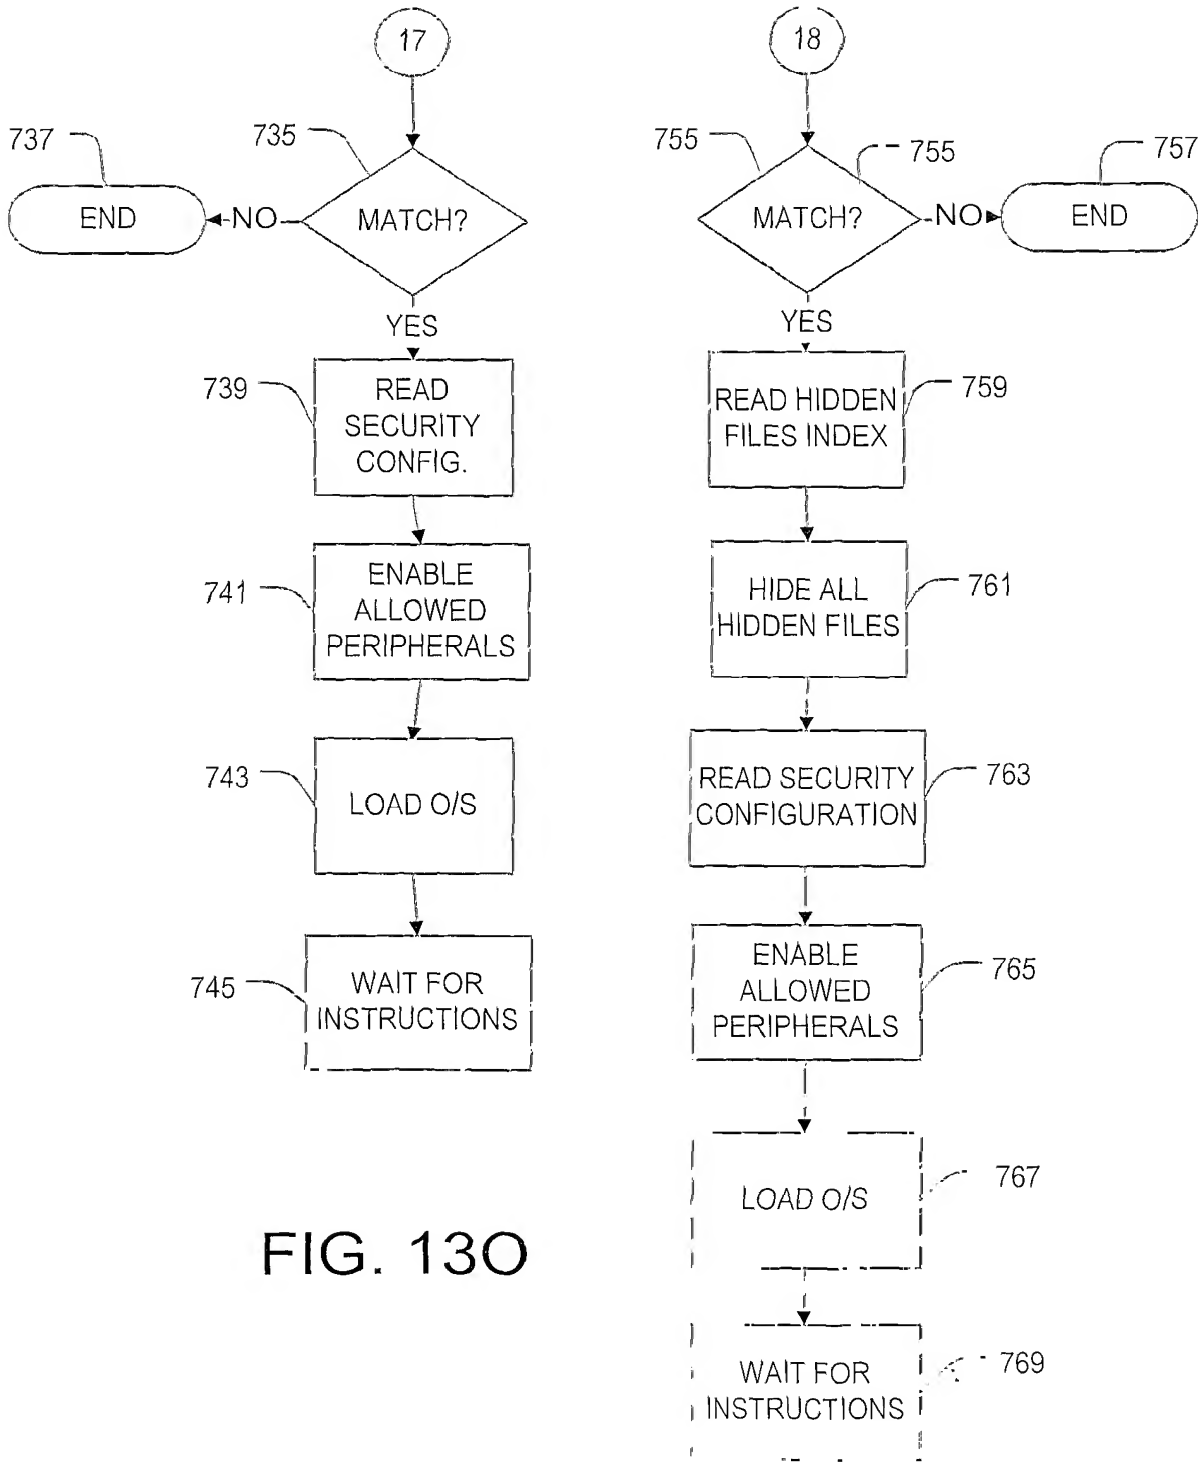 17
737
735
END
NO
MATCH?
YES
739
READ
SECURITY
CONFIG.
741
ENABLE
ALLOWED
PERIPHERALS
743
LOAD O/S
745
WAIT FOR
INSTRUCTIONS
18
755
755
757
MATCH?
NO
END
YES
759
READ HIDDEN
FILES INDEX
761
HIDE ALL
HIDDEN FILES
763
READ SECURITY
CONFIGURATION
765
ENABLE
ALLOWED
PERIPHERALS
767
LOAD O/S
769
WAIT FOR
INSTRUCTIONS
FIG. 13O